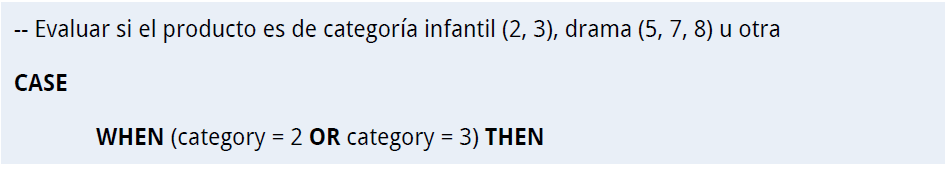 -- Evaluar si el producto es de categoría infantil (2, 3), drama (5, 7, 8) u otra
CASE
WHEN (category = 2 OR category = 3) THEN